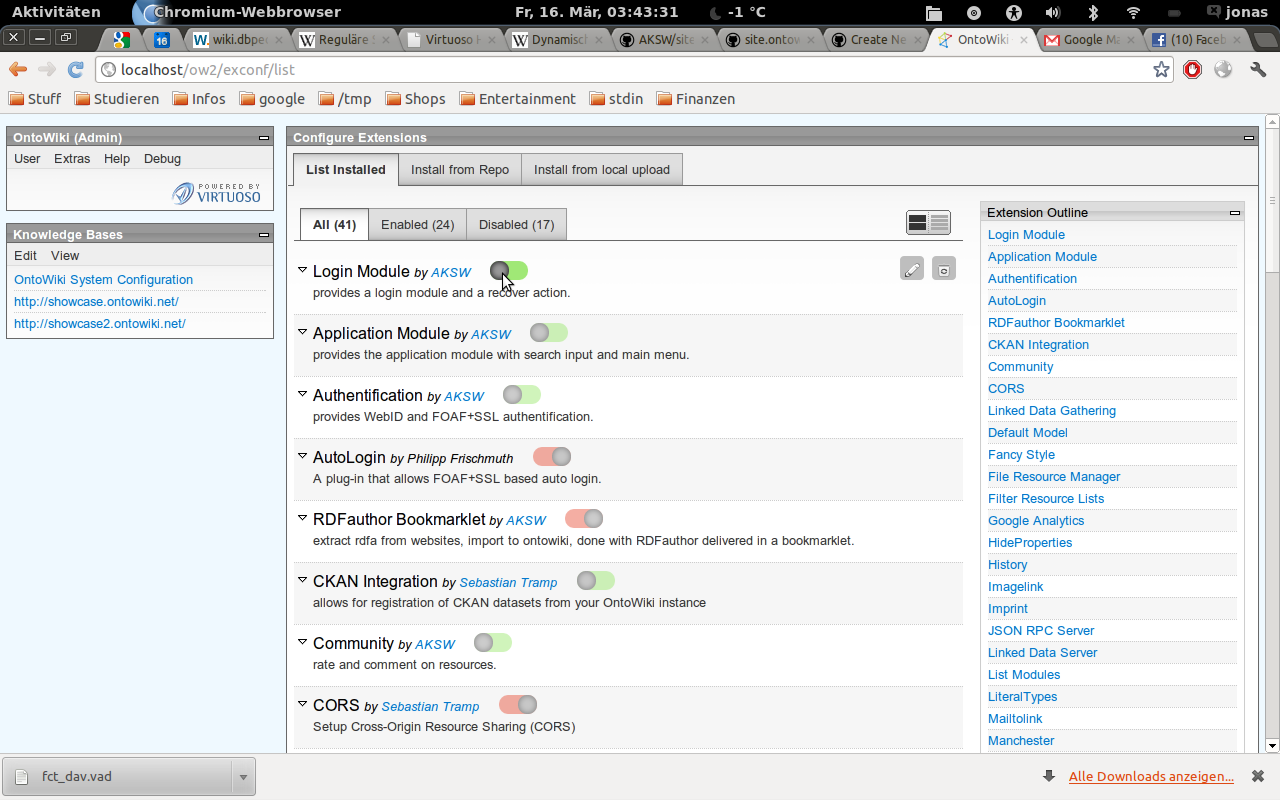 Aktivitäten Chromium-Webbrowser Fr, 16. Mär, 03:43:31 -1 °C jonas
16 wiki.dbpe Reguläre Virtuoso Dynamisch AKSW/site site.ontow Create Ne OntoWiki Google Ma (10) Faceb
localhost/ow2/exconf/list
Stuff Studieren Infos google /tmp Shops Entertainment stdin Finanzen
OntoWiki (Admin)
User Extras Help Debug
POWERED BY
VIRTUOSO
Knowledge Bases
Edit View
OntoWiki System Configuration
http://showcase.ontowiki.net/
http://showcase2.ontowiki.net/
Configure Extensions
List Installed Install from Repo Install from local upload
All (41) Enabled (24) Disabled (17)
Login Module by AKSW
provides a login module and a recover action.
Application Module by AKSW
provides the application module with search input and main menu.
Authentification by AKSW
provides WebID and FOAF+SSL authentification.
AutoLogin by Philipp Frischmuth
A plug-in that allows FOAF+SSL based auto login.
RDFauthor Bookmarklet by AKSW
extract rdfa from websites, import to ontowiki, done with RDFauthor delivered in a bookmarklet.
CKAN Integration by Sebastian Tramp
allows for registration of CKAN datasets from your OntoWiki instance
Community by AKSW
rate and comment on resources.
CORS by Sebastian Tramp
Setup Cross-Origin Resource Sharing (CORS)
Extension Outline
Login Module
Application Module
Authentification
AutoLogin
RDFauthor Bookmarklet
CKAN Integration
Community
CORS
Linked Data Gathering
Default Model
Fancy Style
File Resource Manager
Filter Resource Lists
Google Analytics
HideProperties
History
Imagelink
Imprint
JSON RPC Server
Linked Data Server
List Modules
LiteralTypes
Mailtolink
Manchester
fct_dav.vad
Alle Downloads anzeigen...